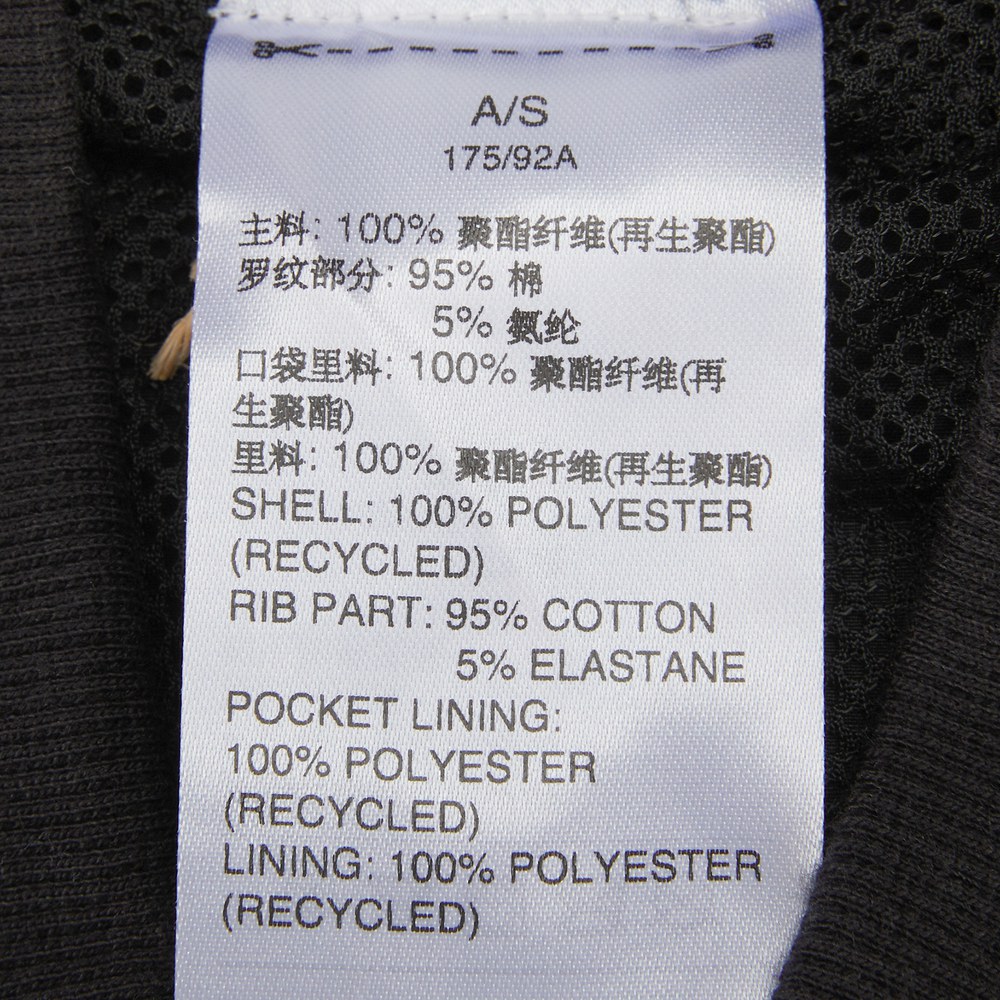 A/S
175/92A
主料: 100% 聚酯纤维(再生聚酯)
罗纹部分: 95% 棉
5% 氨纶
口袋里料: 100% 聚酯纤维(再
生聚酯)
里料: 100% 聚酯纤维(再生聚酯)
SHELL: 100% POLYESTER
(RECYCLED)
RIB PART: 95% COTTON
5% ELASTANE
POCKET LINING:
100% POLYESTER
(RECYCLED)
LINING: 100% POLYESTER
(RECYCLED)